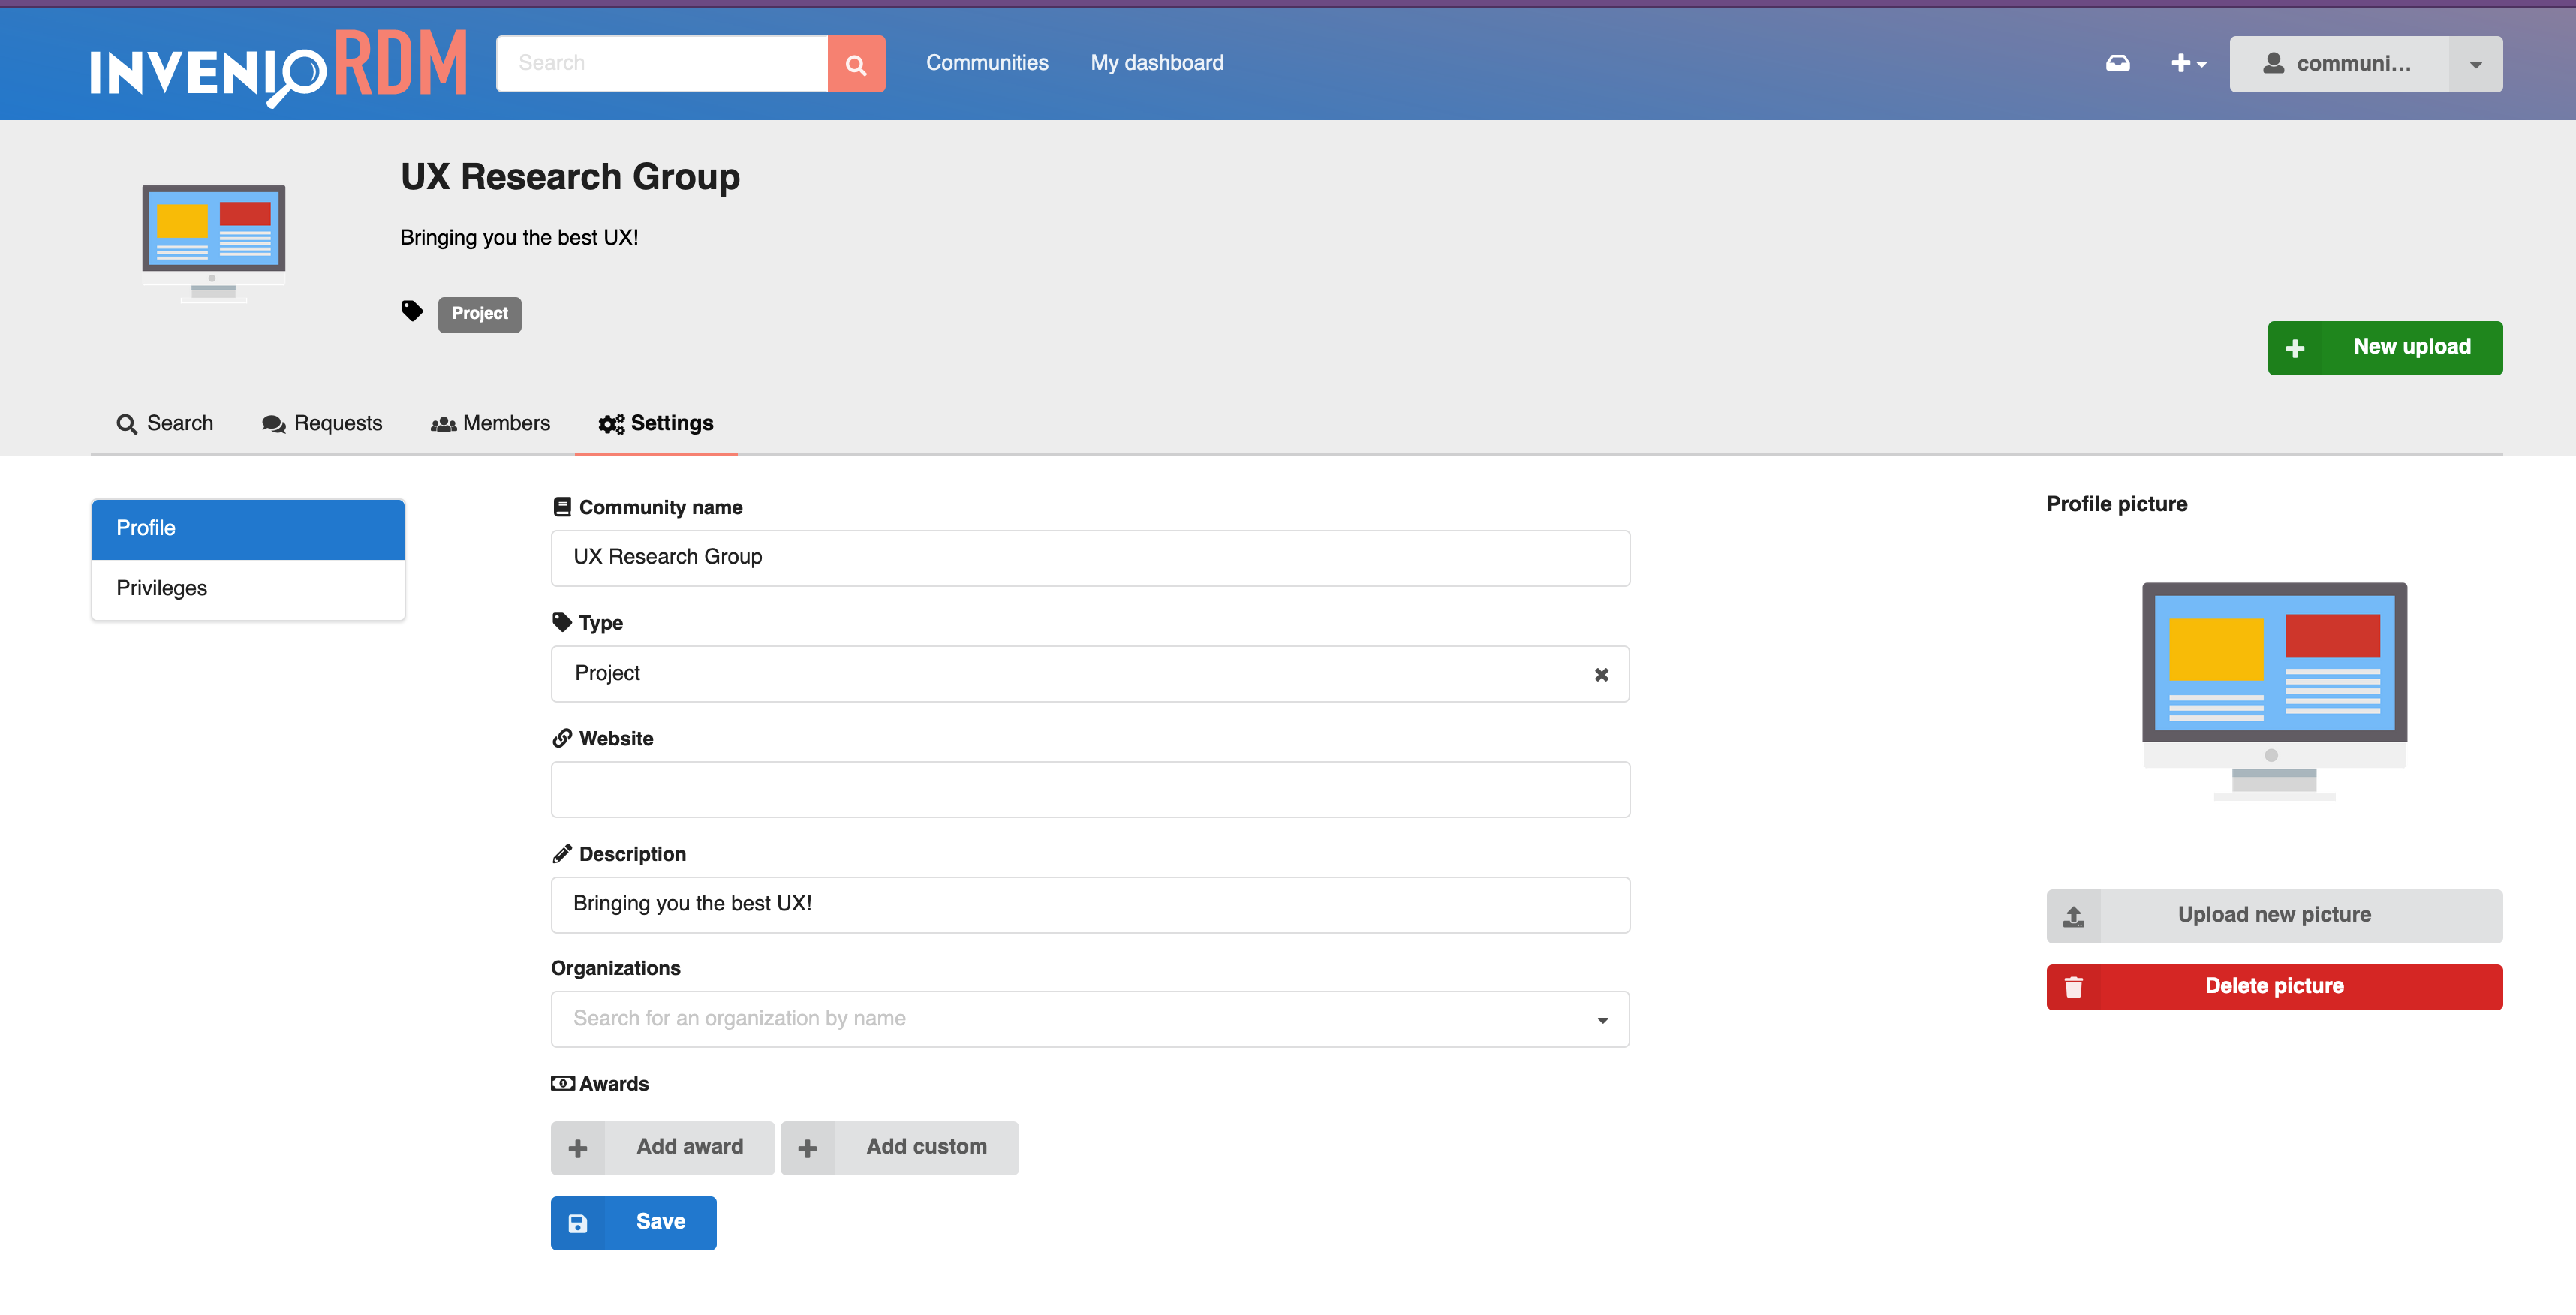 INVENIO RDM
Search
Communities
My dashboard
communi...
UX Research Group
Bringing you the best UX!
Project
New upload
Search
Requests
Members
Settings
Profile
Privileges
Community name
UX Research Group
Type
Project
Website
Description
Bringing you the best UX!
Organizations
Search for an organization by name
Awards
Add award
Add custom
Save
Profile picture
Upload new picture
Delete picture